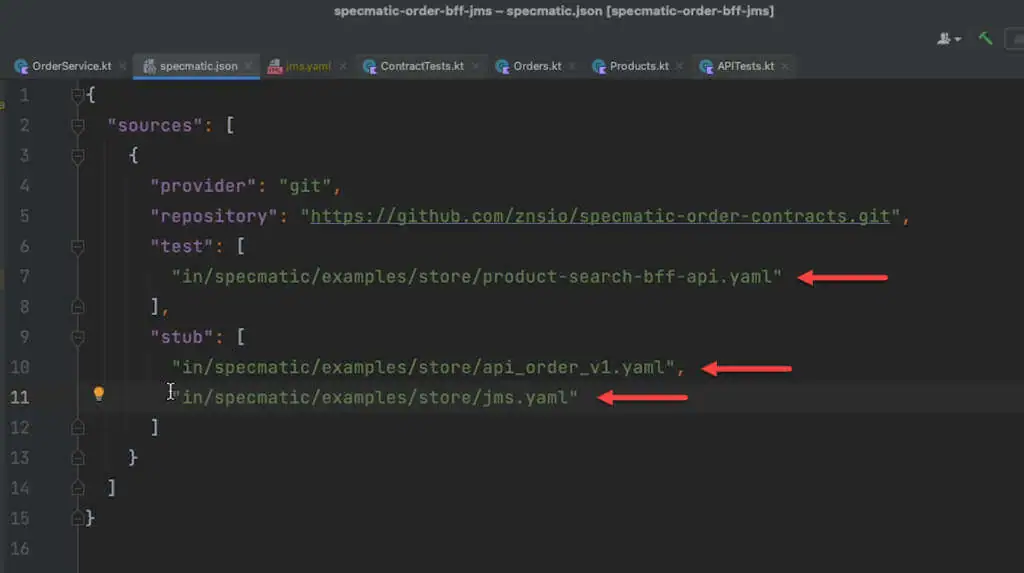 specmatic-order-bff-jms – specmatic.json [specmatic-order-bff-jms]
OrderService.kt specmatic.json jms.yaml ContractTests.kt Orders.kt Products.kt APITests.kt
1 {
2 "sources": [
3 {
4 "provider": "git",
5 "repository": "https://github.com/znsio/specmatic-order-contracts.git",
6 "test": [
7 "in/specmatic/examples/store/product-search-bff-api.yaml"
8 ],
9 "stub": [
10 "in/specmatic/examples/store/api_order_v1.yaml",
11 "in/specmatic/examples/store/jms.yaml"
12 ]
13 }
14 ]
15 }
16